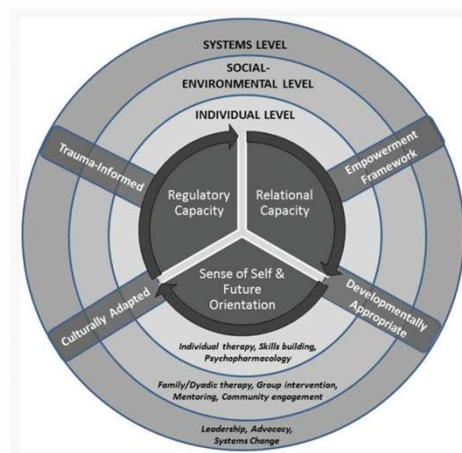 SYSTEMS LEVEL
SOCIAL-
ENVIRONMENTAL LEVEL
INDIVIDUAL LEVEL
Trauma-Informed
Empowerment
Framework
Regulatory
Capacity
Relational
Capacity
Sense of Self &
Future
Orientation
Culturally Adapted
Developmentally
Appropriate
Individual therapy, Skills building,
Psychopharmacology
Family/Dyadic therapy, Group intervention,
Mentoring, Community engagement
Leadership, Advocacy,
Systems Change